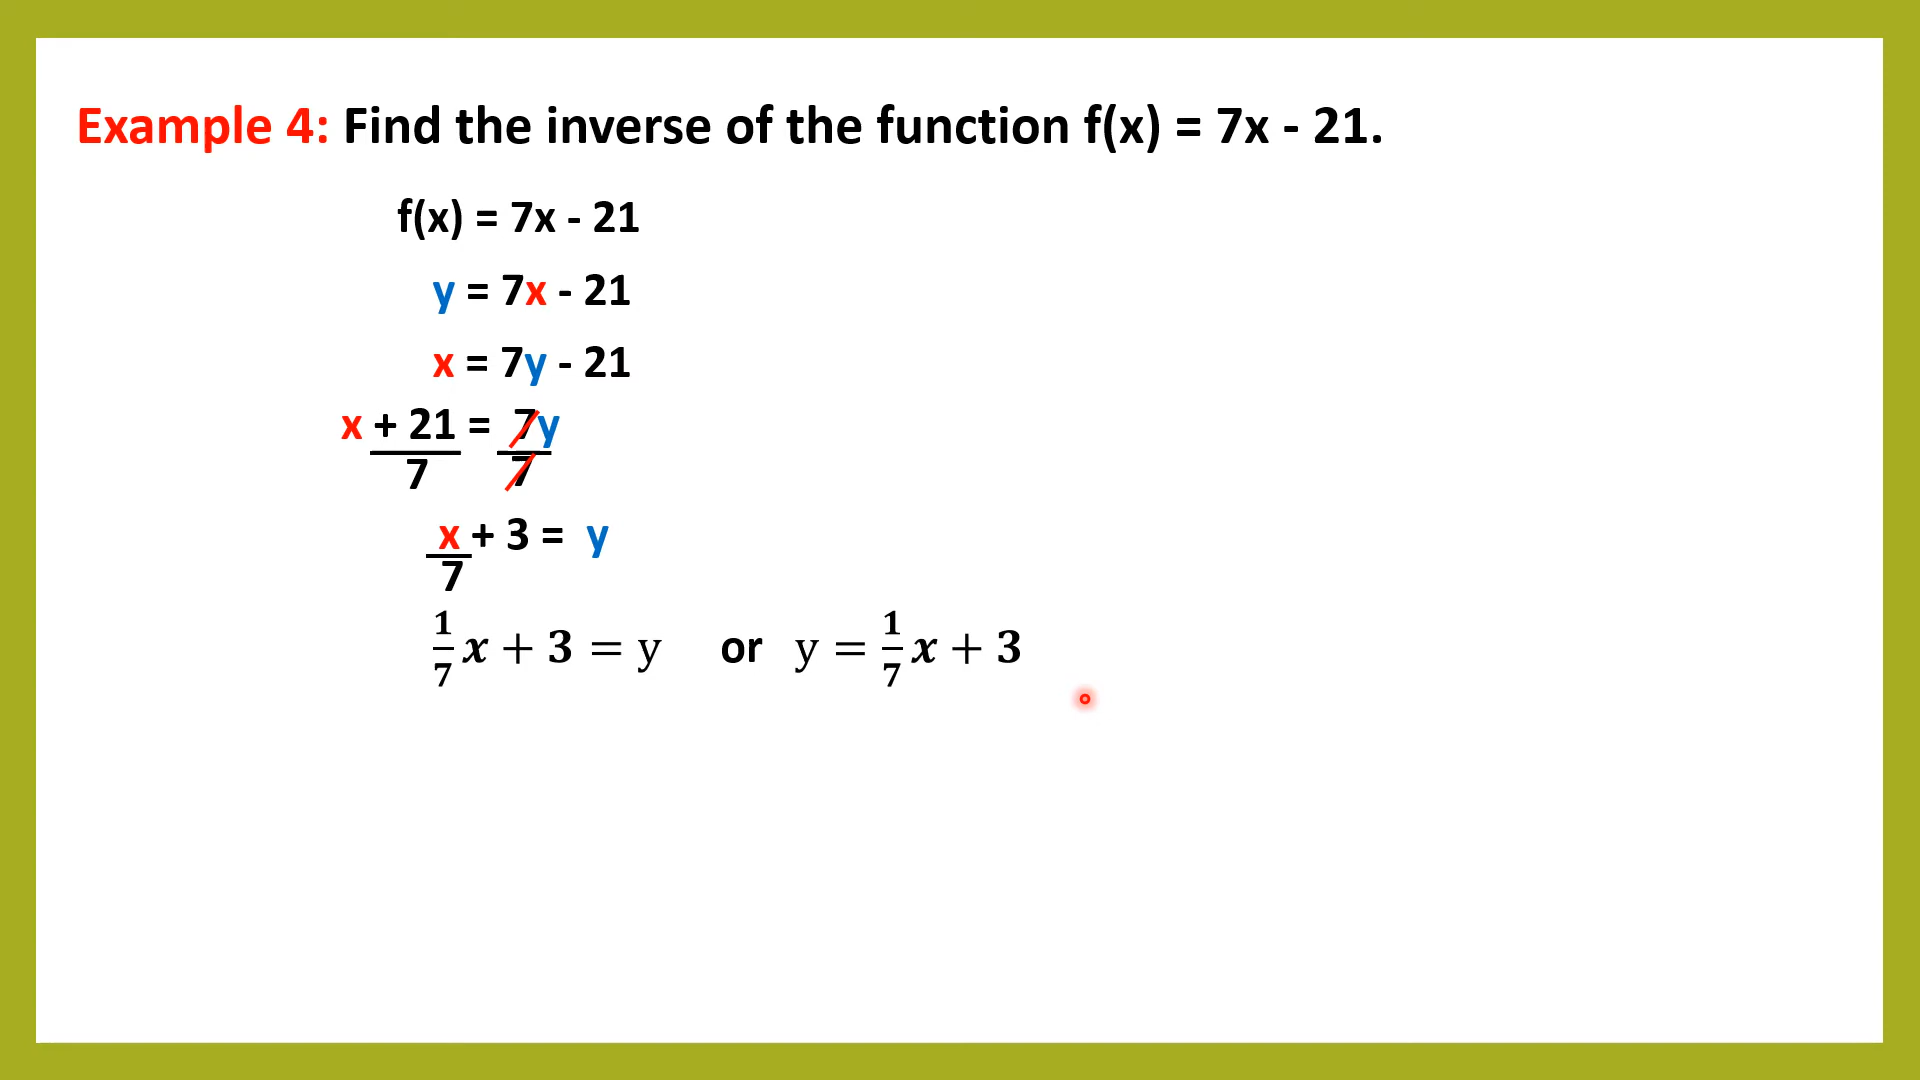 Example 4: Find the inverse of the function f(x) = 7x - 21.
f(x) = 7x - 21
y = 7x - 21
x = 7y - 21
x + 21 = 7y
7 7
x + 3 = y
7
1/7 x + 3 = y or y = 1/7 x + 3